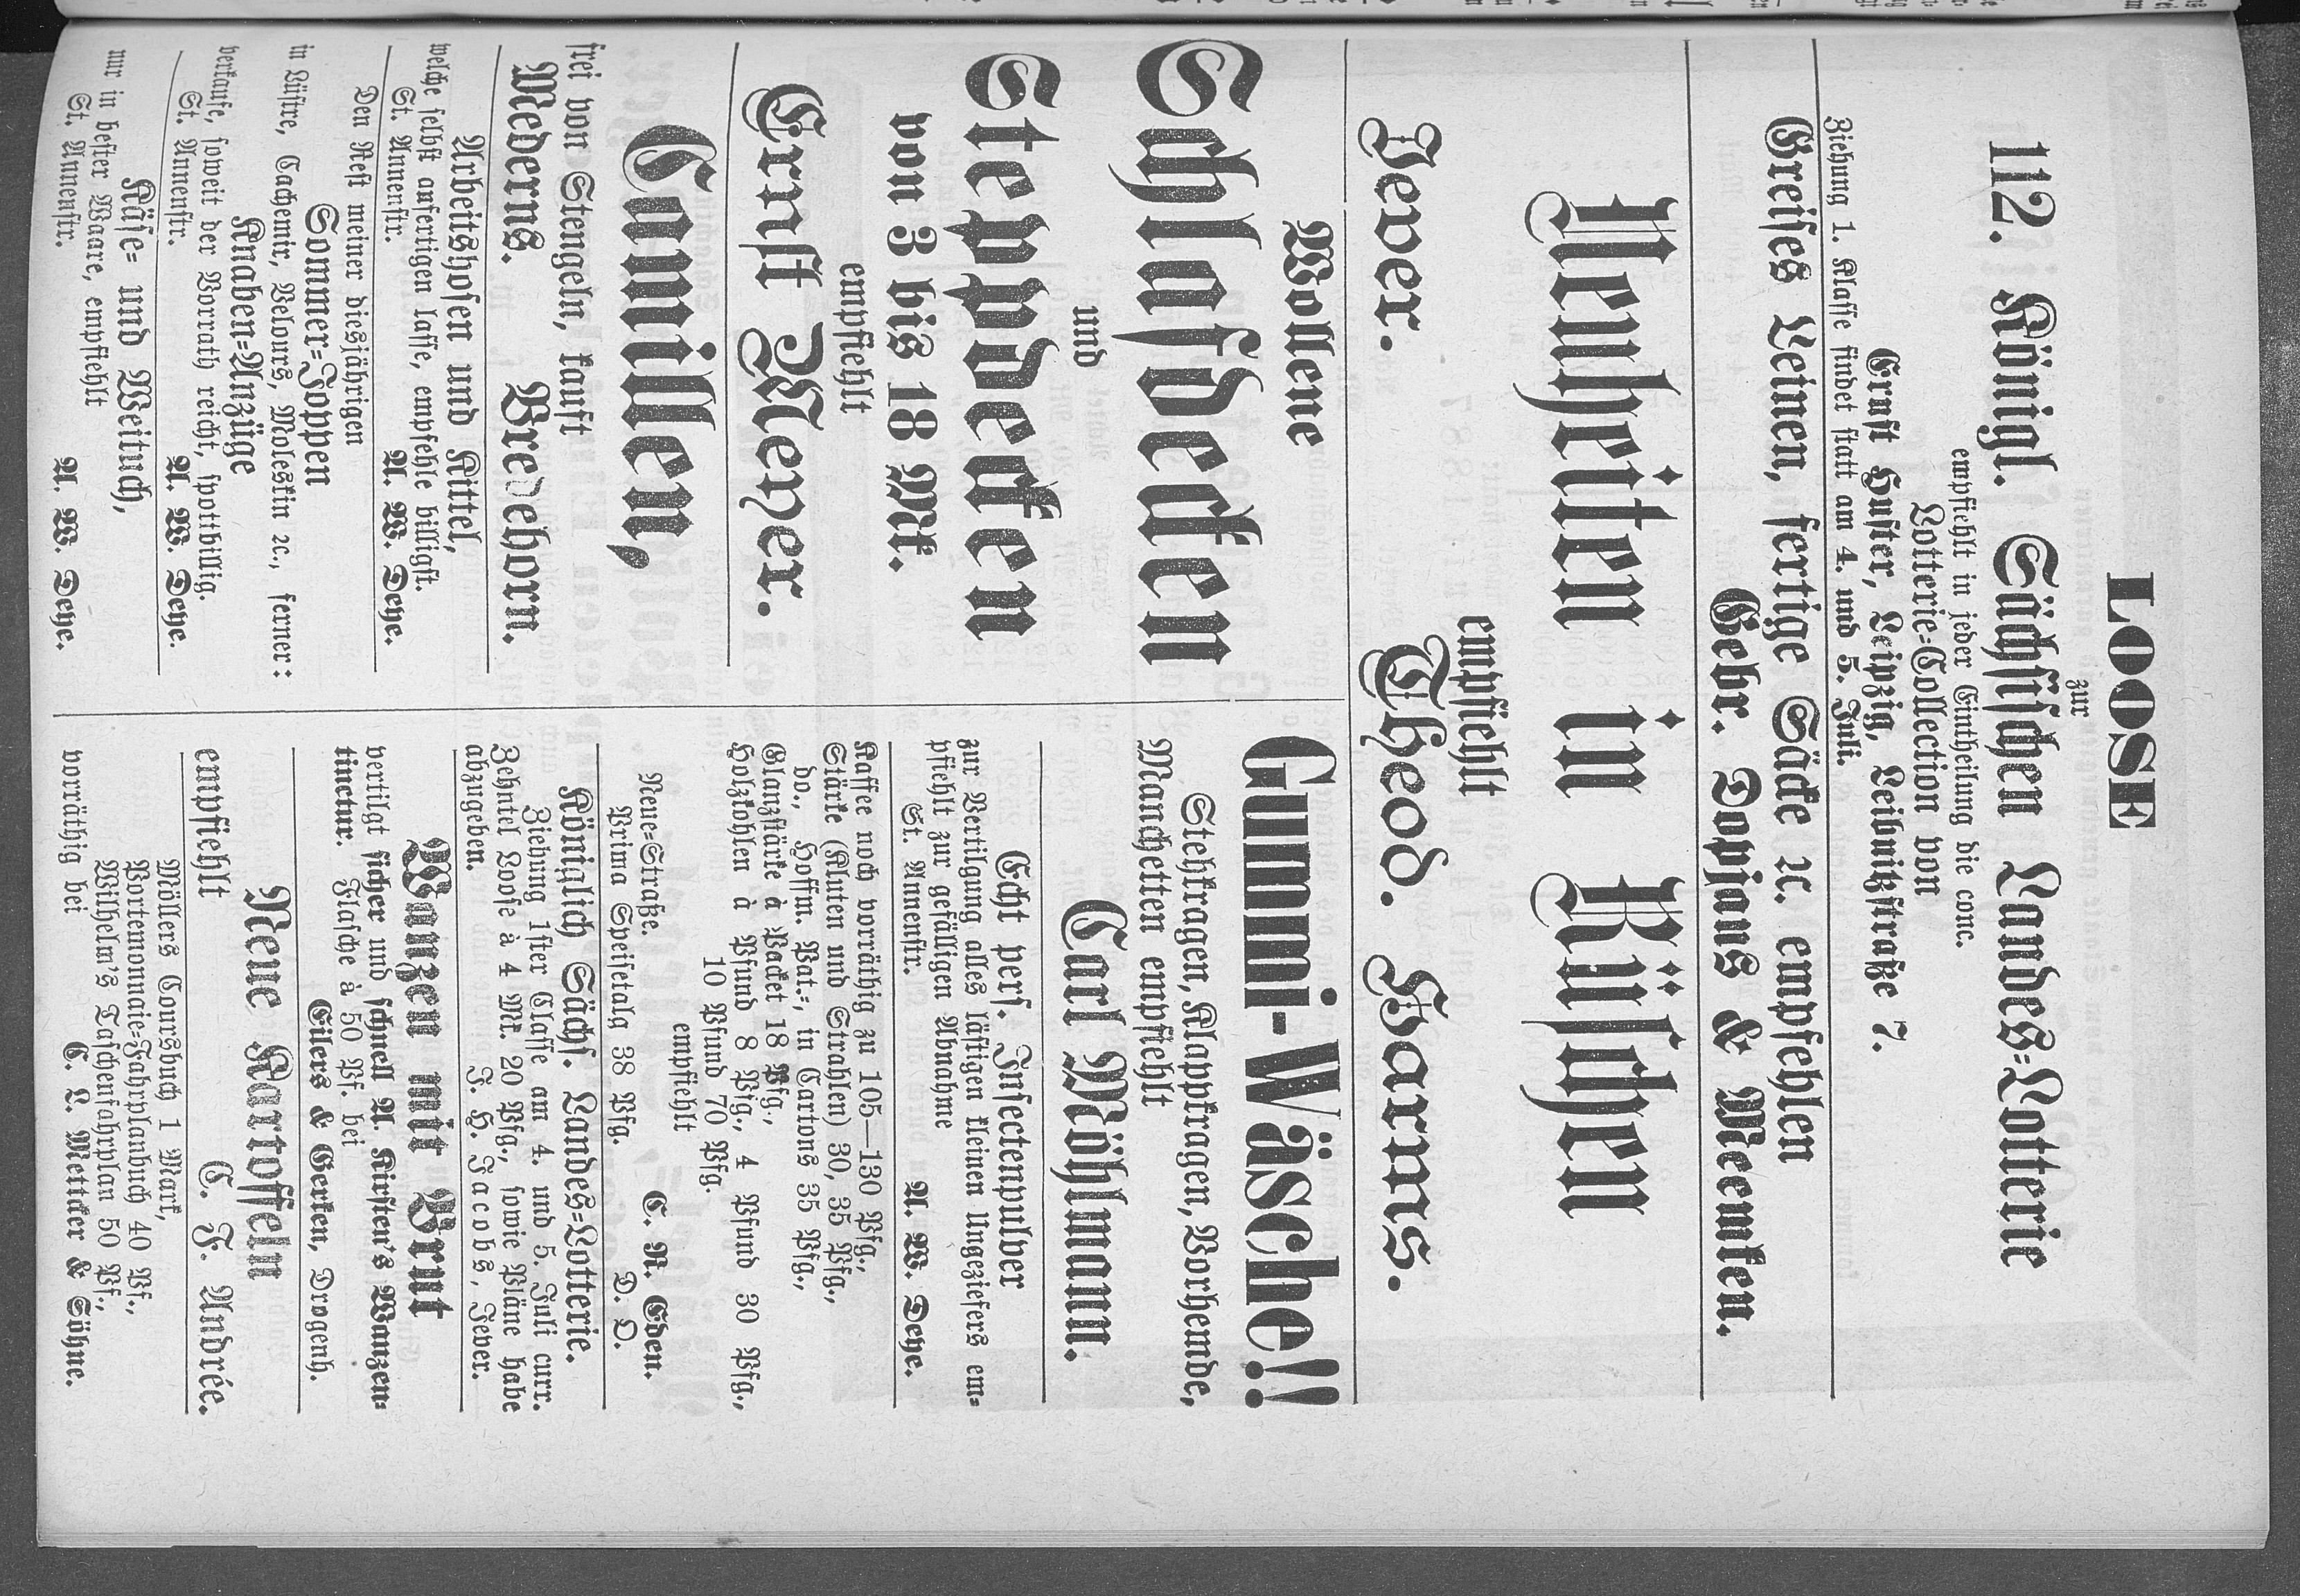 LOOSE
zur
112. Königl. Sächsischen Landes=Lotterie
empfiehlt in jeder Eintheilung die conc.
Lotterie=Collection von
Ernst Huster, Leipzig, Leibnitzstraße 7.
Ziehung 1. Klasse findet statt am 4. und 5. Juli.
Greises Leinen, fertige Säcke ꝛc. empfehlen
Gebr. Dopjans & Meemken.
Neuheiten in Rüschen
empfiehlt
Jever. Theod. Harms.
Wollene
Schlafdecken
und
Steppdecken
von 3 bis 18 Mk.
empfiehlt
Ernst Meyer.
Camillen,
frei von Stengeln, kauft
Mederns. Bredehorn.
Arbeitshosen und Kittel,
welche selbst anfertigen lasse, empfehle billigst.
St. Annenstr. A. W. Deye.
Den Rest meiner diesjährigen
Sommer=Joppen
in Lüstre, Cachemir, Velours, Moleskin ꝛc., ferner:
Knaben=Anzüge
verkaufe, soweit der Vorrath reicht, spottbillig.
St. Annenstr. A. W. Deye.
Käse= und Beituch,
nur in bester Waare, empfiehlt
St. Annenstr. A. W. Deye.
Gummi-Wäsche!!
Stehkragen, Klappkragen, Vorhemde,
Manchetten empfiehlt
Carl Möhlmann.
Echt pers. Insectenpulver
zur Vertilgung alles lästigen kleinen Ungeziefers em=
pfiehlt zur gefälligen Abnahme
St. Annenstr. A. W. Deye.
Kaffee noch vorräthig zu 105—130 Pfg.,
Stärke (Kluten und Strahlen) 30, 35 Pfg.,
do., Hoffm. Pat.=, in Cartons 35 Pfg.,
Glanzstärke à Packet 18 Pfg.,
Holzkohlen à Pfund 8 Pfg., 4 Pfund 30 Pfg.,
10 Pfund 70 Pfg.
empfiehlt
Neue=Straße. C. R. Eden.
Prima Speisetalg 38 Pfg. D. O.
Königlich Sächs. Landes=Lotterie.
Ziehung 1ster Classe am 4. und 5. Juli curr.
Zehntel Loose à 4 Mk. 20 Pfg., sowie Pläne habe
abzugeben. J. H. Jacobs, Jever.
Wanzen mit Brut
vertilgt sicher und schnell A. Kirsten's Wanzen=
tinctur. Flasche à 50 Pf. bei
Eilers & Gerken, Drogenh.
Neue Kartoffeln
empfiehlt C. F. Andrée.
Möllers Coursbuch 1 Mark,
Portemonnaie=Fahrplanbuch 40 Pf.,
Wilhelm's Taschenfahrplan 50 Pf.,
vorräthig bei C. L. Mettcker & Söhne.